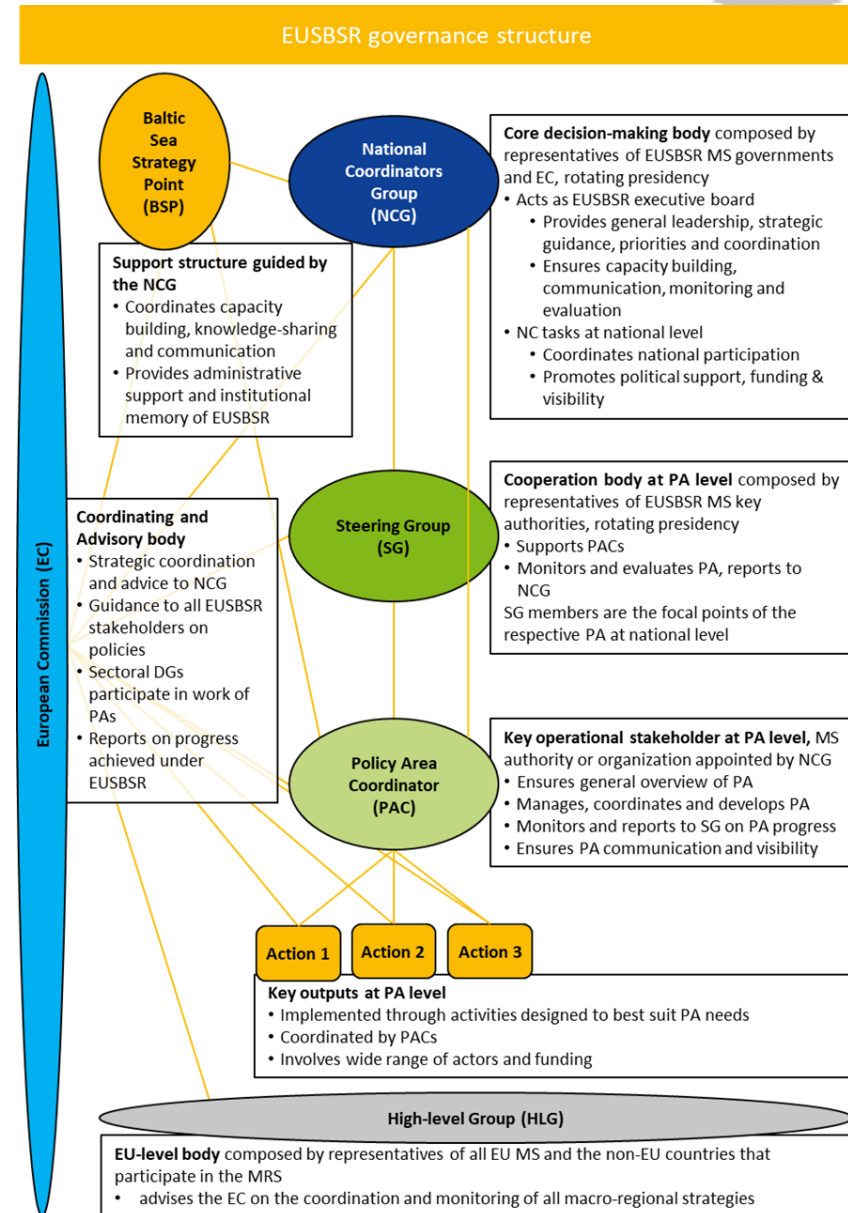 EUSBSR governance structure
Baltic
Sea
Strategy
Point
(BSP)
National
Coordinators
Group
(NCG)
Core decision-making body composed by
representatives of EUSBSR MS governments
and EC, rotating presidency
• Acts as EUSBSR executive board
• Provides general leadership, strategic
guidance, priorities and coordination
• Ensures capacity building,
communication, monitoring and
evaluation
• NC tasks at national level
• Coordinates national participation
• Promotes political support, funding &
visibility
Support structure guided by
the NCG
• Coordinates capacity
building, knowledge-sharing
and communication
• Provides administrative
support and institutional
memory of EUSBSR
European Commission (EC)
Coordinating and
Advisory body
• Strategic coordination
and advice to NCG
• Guidance to all EUSBSR
stakeholders on
policies
• Sectoral DGs
participate in work of
PAs
• Reports on progress
achieved under
EUSBSR
Steering Group
(SG)
Cooperation body at PA level composed by
representatives of EUSBSR MS key
authorities, rotating presidency
• Supports PACs
• Monitors and evaluates PA, reports to
NCG
SG members are the focal points of the
respective PA at national level
Policy Area
Coordinator
(PAC)
Key operational stakeholder at PA level, MS
authority or organization appointed by NCG
• Ensures general overview of PA
• Manages, coordinates and develops PA
• Monitors and reports to SG on PA progress
• Ensures PA communication and visibility
Action 1
Action 2
Action 3
Key outputs at PA level
• Implemented through activities designed to best suit PA needs
• Coordinated by PACs
• Involves wide range of actors and funding
High-level Group (HLG)
EU-level body composed by representatives of all EU MS and the non-EU countries that
participate in the MRS
• advises the EC on the coordination and monitoring of all macro-regional strategies